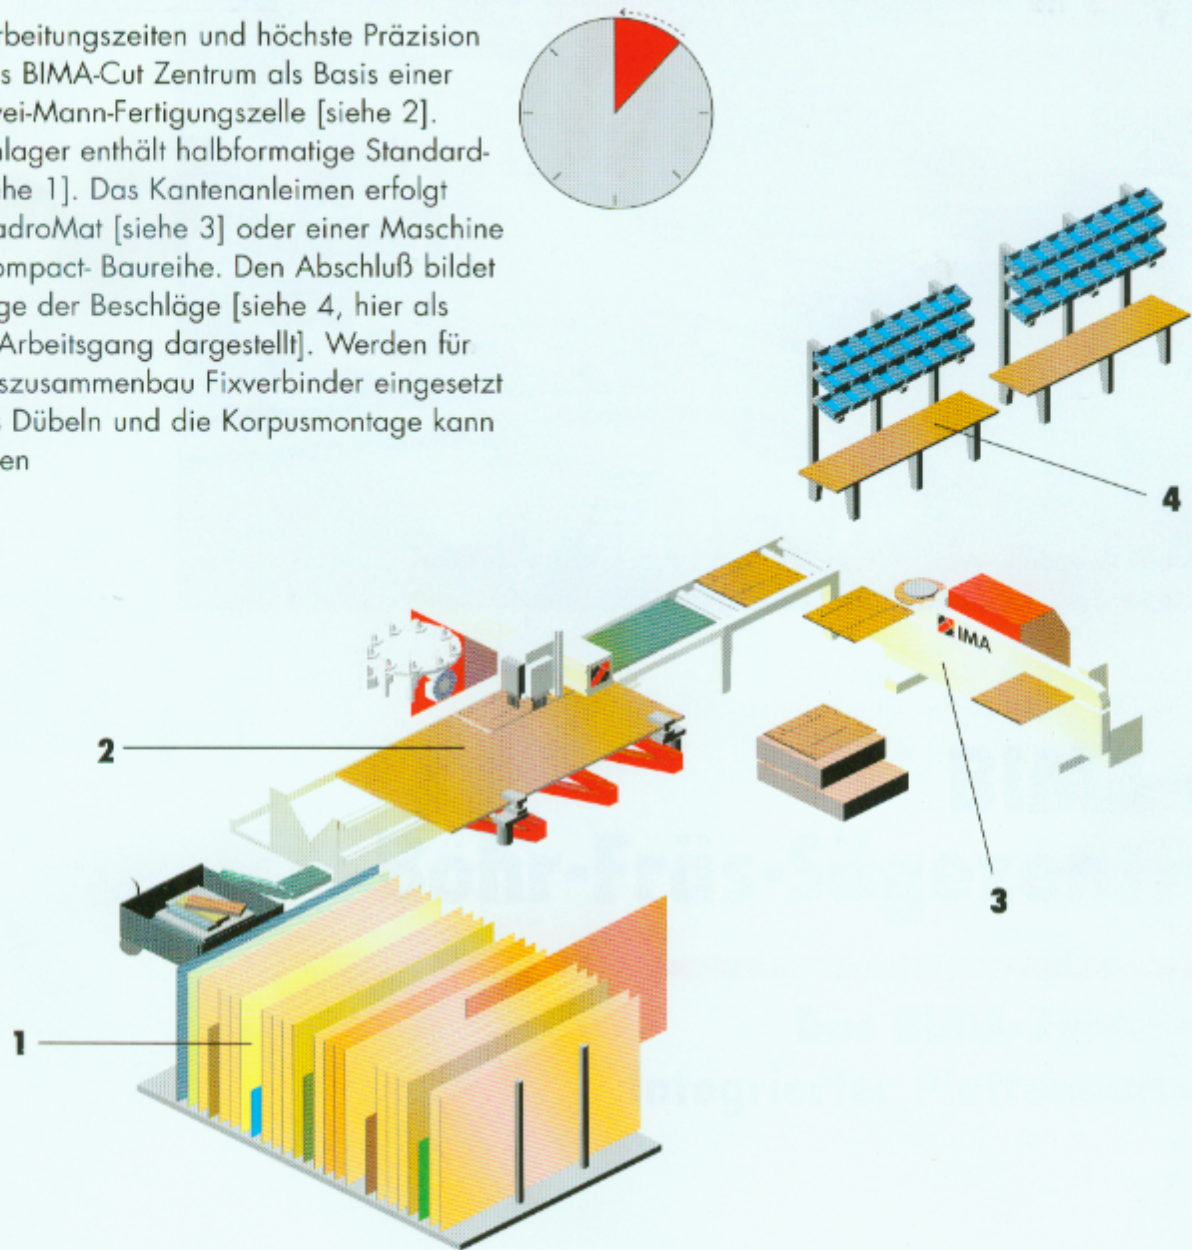 rbeitungszeiten und höchste Präzision
s BIMA-Cut Zentrum als Basis einer
vei-Mann-Fertigungszelle [siehe 2].
nlager enthält halbformatige Standard-
ehe 1]. Das Kantenanleimen erfolgt
adroMat [siehe 3] oder einer Maschine
ompact- Baureihe. Den Abschluß bildet
ge der Beschläge [siehe 4, hier als
Arbeitsgang dargestellt]. Werden für
szusammenbau Fixverbinder eingesetzt
s Dübeln und die Korpusmontage kann
en
4
IMA
2
3
1